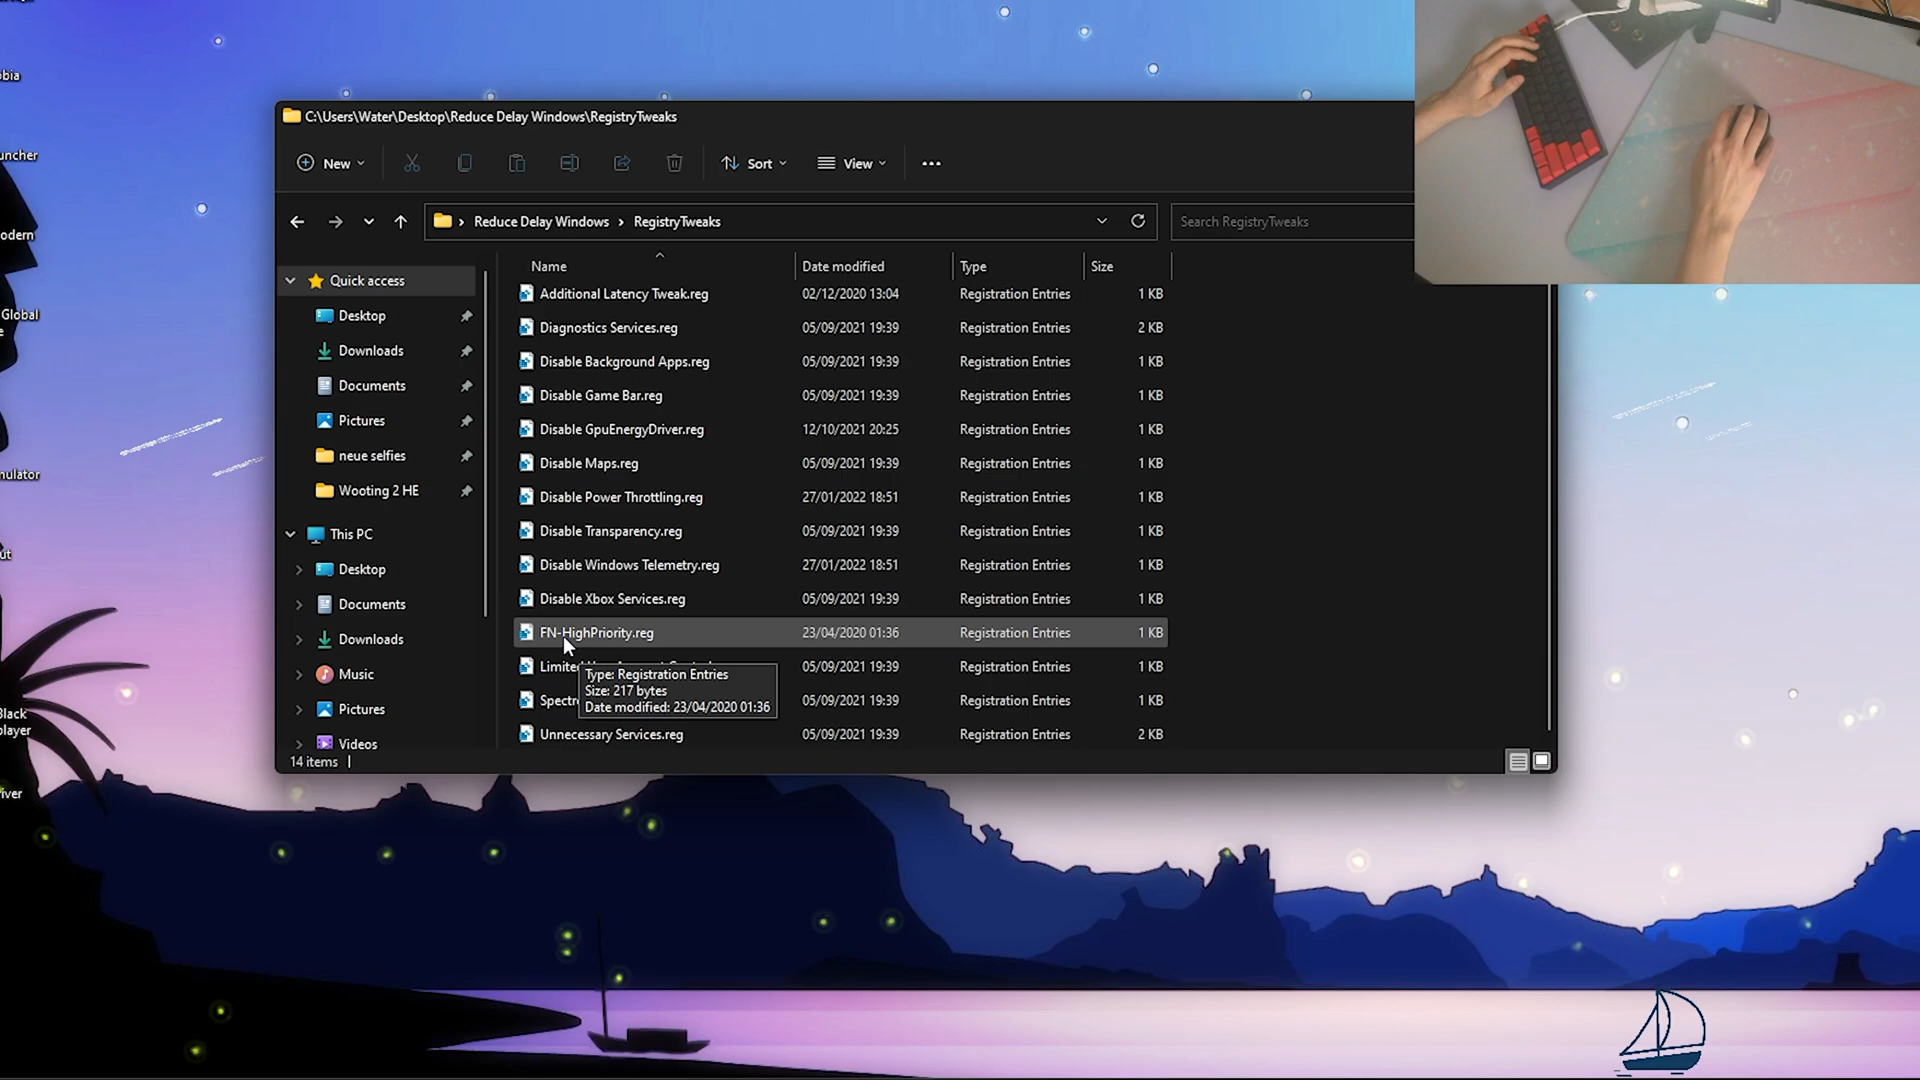 obia
uncher
odern
Global
e
nulator
ut
Black
olayer
iver
C:\Users\Water\Desktop\Reduce Delay Windows\RegistryTweaks
New
Sort
View
Reduce Delay Windows > RegistryTweaks
Search RegistryTweaks
Quick access
Desktop
Downloads
Documents
Pictures
neue selfies
Wooting 2 HE
This PC
Desktop
Documents
Downloads
Music
Pictures
Videos
Name Date modified Type Size
Additional Latency Tweak.reg 02/12/2020 13:04 Registration Entries 1 KB
Diagnostics Services.reg 05/09/2021 19:39 Registration Entries 2 KB
Disable Background Apps.reg 05/09/2021 19:39 Registration Entries 1 KB
Disable Game Bar.reg 05/09/2021 19:39 Registration Entries 1 KB
Disable GpuEnergyDriver.reg 12/10/2021 20:25 Registration Entries 1 KB
Disable Maps.reg 05/09/2021 19:39 Registration Entries 1 KB
Disable Power Throttling.reg 27/01/2022 18:51 Registration Entries 1 KB
Disable Transparency.reg 05/09/2021 19:39 Registration Entries 1 KB
Disable Windows Telemetry.reg 27/01/2022 18:51 Registration Entries 1 KB
Disable Xbox Services.reg 05/09/2021 19:39 Registration Entries 1 KB
FN-HighPriority.reg 23/04/2020 01:36 Registration Entries 1 KB
Limited 05/09/2021 19:39 Registration Entries 1 KB
Spectr 05/09/2021 19:39 Registration Entries 1 KB
Unnecessary Services.reg 05/09/2021 19:39 Registration Entries 2 KB
Type: Registration Entries
Size: 217 bytes
Date modified: 23/04/2020 01:36
14 items